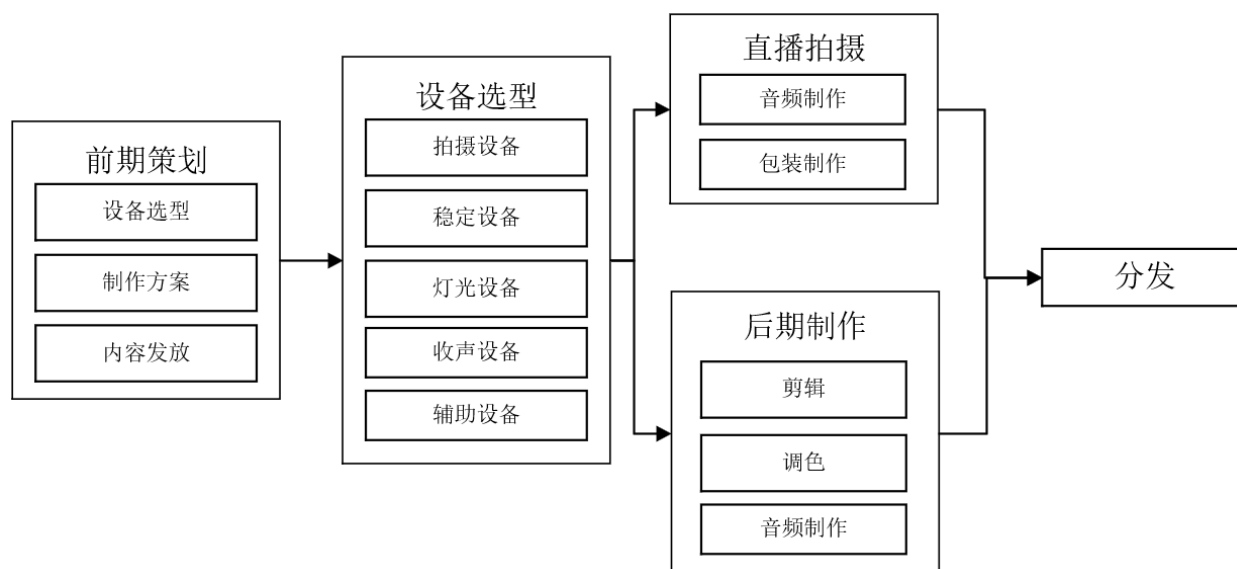 前期策划
设备选型
制作方案
内容发放
设备选型
拍摄设备
稳定设备
灯光设备
收声设备
辅助设备
直播拍摄
音频制作
包装制作
后期制作
剪辑
调色
音频制作
分发